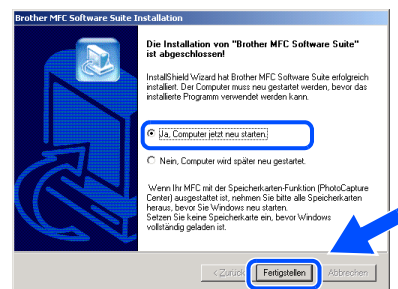 Brother MFC Software Suite Installation
Die Installation von "Brother MFC Software Suite"
ist abgeschlossen!
InstallShield Wizard hat Brother MFC Software Suite erfolgreich
installiert. Der Computer muss neu gestartet werden, bevor das
installierte Programm verwendet werden kann.
Ja, Computer jetzt neu starten.
Nein, Computer wird später neu gestartet.
Wenn Ihr MFC mit der Speicherkarten-Funktion (PhotoCapture
Center) ausgestattet ist, nehmen Sie bitte alle Speicherkarten
heraus, bevor Sie Windows neu starten.
Setzen Sie keine Speicherkarte ein, bevor Windows
vollständig geladen ist.
< Zurück Fertigstellen Abbrechen